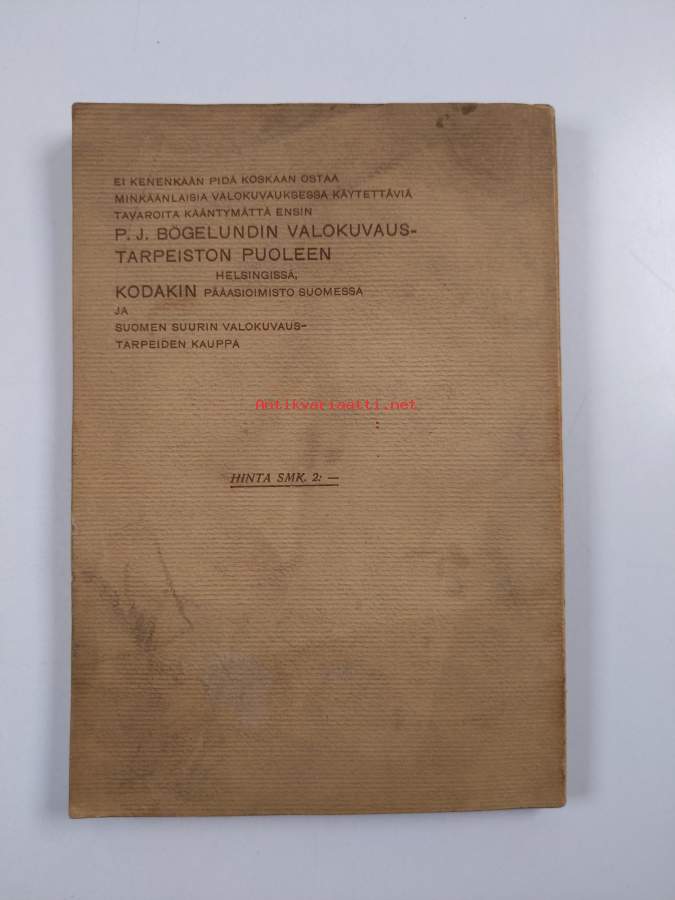 EI KENENKÄÄN PIDÄ KOSKAAN OSTAA
MINKÄÄNLAISIA VALOKUVAUKSESSA KÄYTETTÄVIÄ
TAVAROITA KÄÄNTYMÄTTÄ ENSIN
P. J. BÖGELUNDIN VALOKUVAUS-
TARPEISTON PUOLEEN
HELSINGISSÄ,
KODAKIN PÄÄASIOIMISTO SUOMESSA
JA
SUOMEN SUURIN VALOKUVAUS-
TARPEIDEN KAUPPA
Antikvariaatti.net
HINTA SMK. 2: —